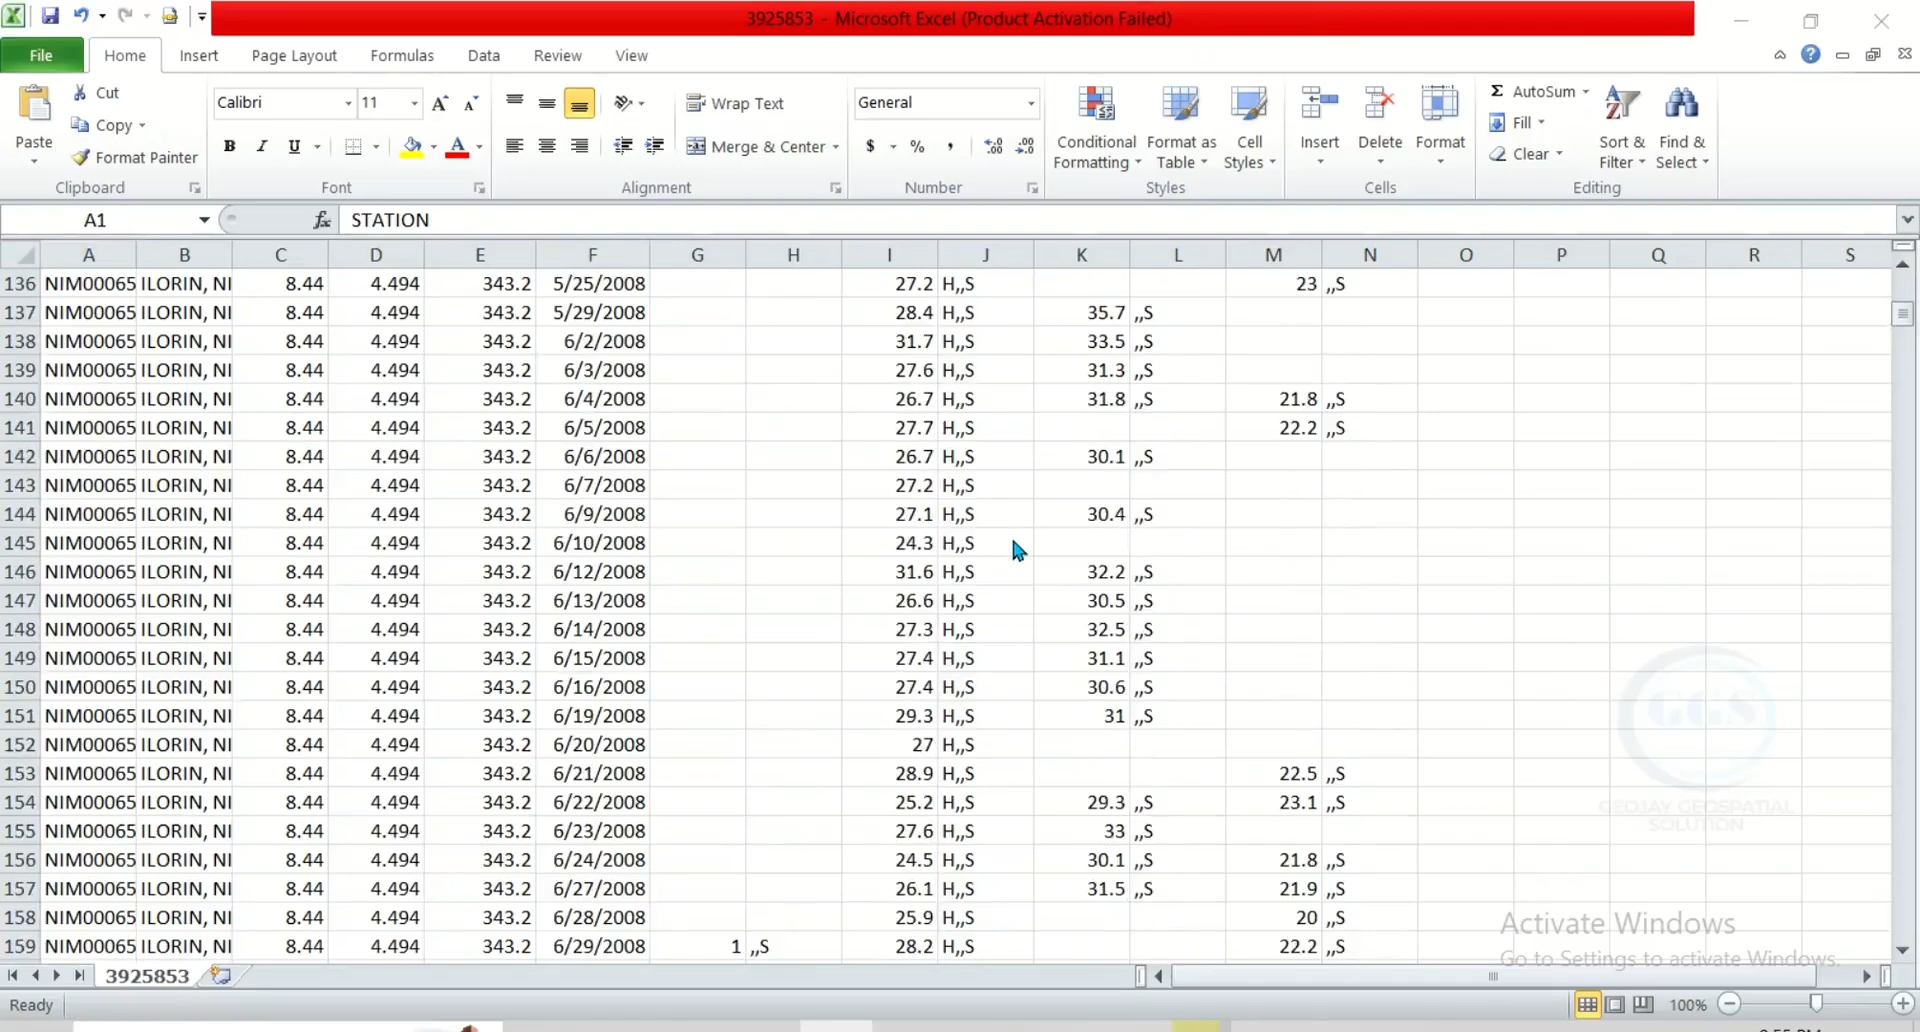 3925853 - Microsoft Excel (Product Activation Failed)
File Home Insert Page Layout Formulas Data Review View
Paste Cut Copy Format Painter Clipboard
Calibri 11 B I U Font
Wrap Text Merge & Center Alignment
General $ % , Number
Conditional Formatting Format as Table Cell Styles Styles
Insert Delete Format Cells
AutoSum Fill Clear Sort & Filter Find & Select Editing
A1 fx STATION
A B C D E F G H I J K L M N O P Q R S
136 NIM00065 ILORIN, NI 8.44 4.494 343.2 5/25/2008 27.2 H,,S 23 ,,S
137 NIM00065 ILORIN, NI 8.44 4.494 343.2 5/29/2008 28.4 H,,S 35.7 ,,S
138 NIM00065 ILORIN, NI 8.44 4.494 343.2 6/2/2008 31.7 H,,S 33.5 ,,S
139 NIM00065 ILORIN, NI 8.44 4.494 343.2 6/3/2008 27.6 H,,S 31.3 ,,S
140 NIM00065 ILORIN, NI 8.44 4.494 343.2 6/4/2008 26.7 H,,S 31.8 ,,S 21.8 ,,S
141 NIM00065 ILORIN, NI 8.44 4.494 343.2 6/5/2008 27.7 H,,S 22.2 ,,S
142 NIM00065 ILORIN, NI 8.44 4.494 343.2 6/6/2008 26.7 H,,S 30.1 ,,S
143 NIM00065 ILORIN, NI 8.44 4.494 343.2 6/7/2008 27.2 H,,S
144 NIM00065 ILORIN, NI 8.44 4.494 343.2 6/9/2008 27.1 H,,S 30.4 ,,S
145 NIM00065 ILORIN, NI 8.44 4.494 343.2 6/10/2008 24.3 H,,S
146 NIM00065 ILORIN, NI 8.44 4.494 343.2 6/12/2008 31.6 H,,S 32.2 ,,S
147 NIM00065 ILORIN, NI 8.44 4.494 343.2 6/13/2008 26.6 H,,S 30.5 ,,S
148 NIM00065 ILORIN, NI 8.44 4.494 343.2 6/14/2008 27.3 H,,S 32.5 ,,S
149 NIM00065 ILORIN, NI 8.44 4.494 343.2 6/15/2008 27.4 H,,S 31.1 ,,S
150 NIM00065 ILORIN, NI 8.44 4.494 343.2 6/16/2008 27.4 H,,S 30.6 ,,S
151 NIM00065 ILORIN, NI 8.44 4.494 343.2 6/19/2008 29.3 H,,S 31 ,,S
152 NIM00065 ILORIN, NI 8.44 4.494 343.2 6/20/2008 27 H,,S
153 NIM00065 ILORIN, NI 8.44 4.494 343.2 6/21/2008 28.9 H,,S 22.5 ,,S
154 NIM00065 ILORIN, NI 8.44 4.494 343.2 6/22/2008 25.2 H,,S 29.3 ,,S 23.1 ,,S
155 NIM00065 ILORIN, NI 8.44 4.494 343.2 6/23/2008 27.6 H,,S 33 ,,S
156 NIM00065 ILORIN, NI 8.44 4.494 343.2 6/24/2008 24.5 H,,S 30.1 ,,S 21.8 ,,S
157 NIM00065 ILORIN, NI 8.44 4.494 343.2 6/27/2008 26.1 H,,S 31.5 ,,S 21.9 ,,S
158 NIM00065 ILORIN, NI 8.44 4.494 343.2 6/28/2008 25.9 H,,S 20 ,,S
159 NIM00065 ILORIN, NI 8.44 4.494 343.2 6/29/2008 1 ,,S 28.2 H,,S 22.2 ,,S
GGS
GEOJAY GEOSPATIAL
SOLUTION
Activate Windows
Go to Settings to activate Windows.
3925853
Ready 100%